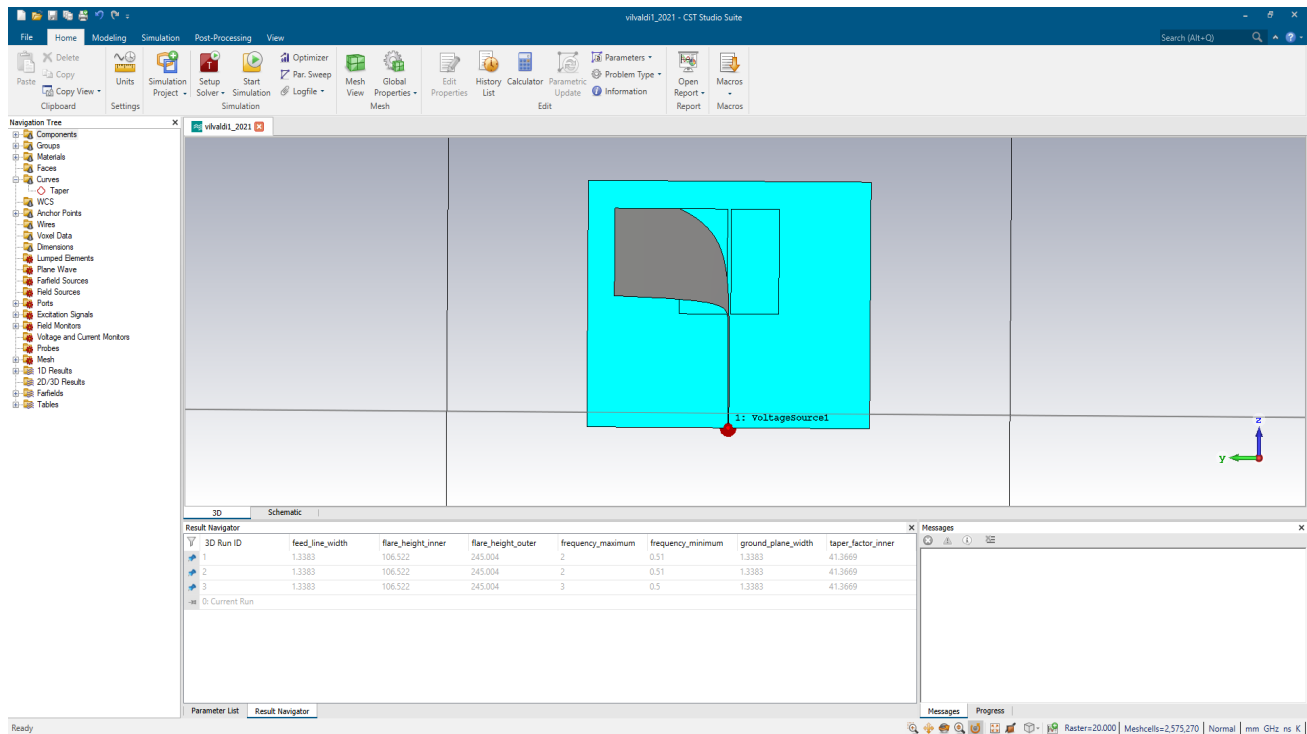 vilvaldi1_2021 - CST Studio Suite
File Home Modeling Simulation Post-Processing View Search (Alt+Q)
Paste
Delete
Copy
Copy View
Clipboard
Units
Settings
Simulation Project
Setup Solver
Start Simulation
Optimizer
Par. Sweep
Logfile
Simulation
Mesh View
Global Properties
Mesh
Edit Properties
History List
Calculator
Parametric Update
Parameters
Problem Type
Information
Edit
Open Report
Report
Macros
Macros
Navigation Tree
Components
Groups
Materials
Faces
Curves
Taper
WCS
Anchor Points
Wires
Voxel Data
Dimensions
Lumped Elements
Plane Wave
Farfield Sources
Field Sources
Ports
Excitation Signals
Field Monitors
Voltage and Current Monitors
Probes
Mesh
1D Results
2D/3D Results
Farfields
Tables
vilvaldi1_2021
1: VoltageSource1
z
y
3D Schematic
Result Navigator
3D Run ID feed_line_width flare_height_inner flare_height_outer frequency_maximum frequency_minimum ground_plane_width taper_factor_inner
1 1.3383 106.522 245.004 2 0.51 1.3383 41.3669
2 1.3383 106.522 245.004 2 0.51 1.3383 41.3669
3 1.3383 106.522 245.004 3 0.5 1.3383 41.3669
0: Current Run
Parameter List Result Navigator
Messages
Messages Progress
Ready
Raster=20.000 Meshcells=2,575,270 Normal mm GHz ns K